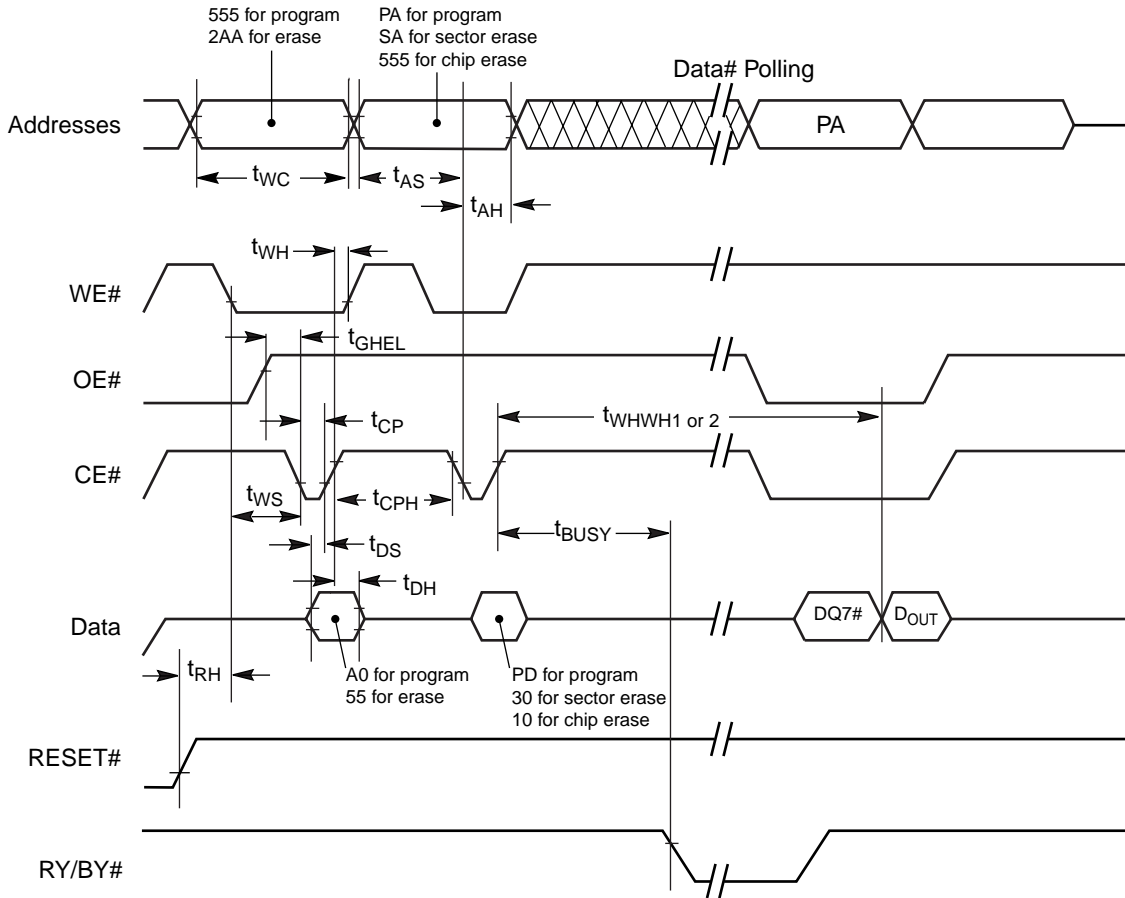 555 for program
2AA for erase
PA for program
SA for sector erase
555 for chip erase
Data# Polling
Addresses
PA
tWC
tAS
tAH
tWH
WE#
tGHEL
OE#
tCP
tWHWH1 or 2
CE#
tWS
tCPH
tBUSY
tDS
tDH
Data
DQ7#
DOUT
tRH
A0 for program
55 for erase
PD for program
30 for sector erase
10 for chip erase
RESET#
RY/BY#